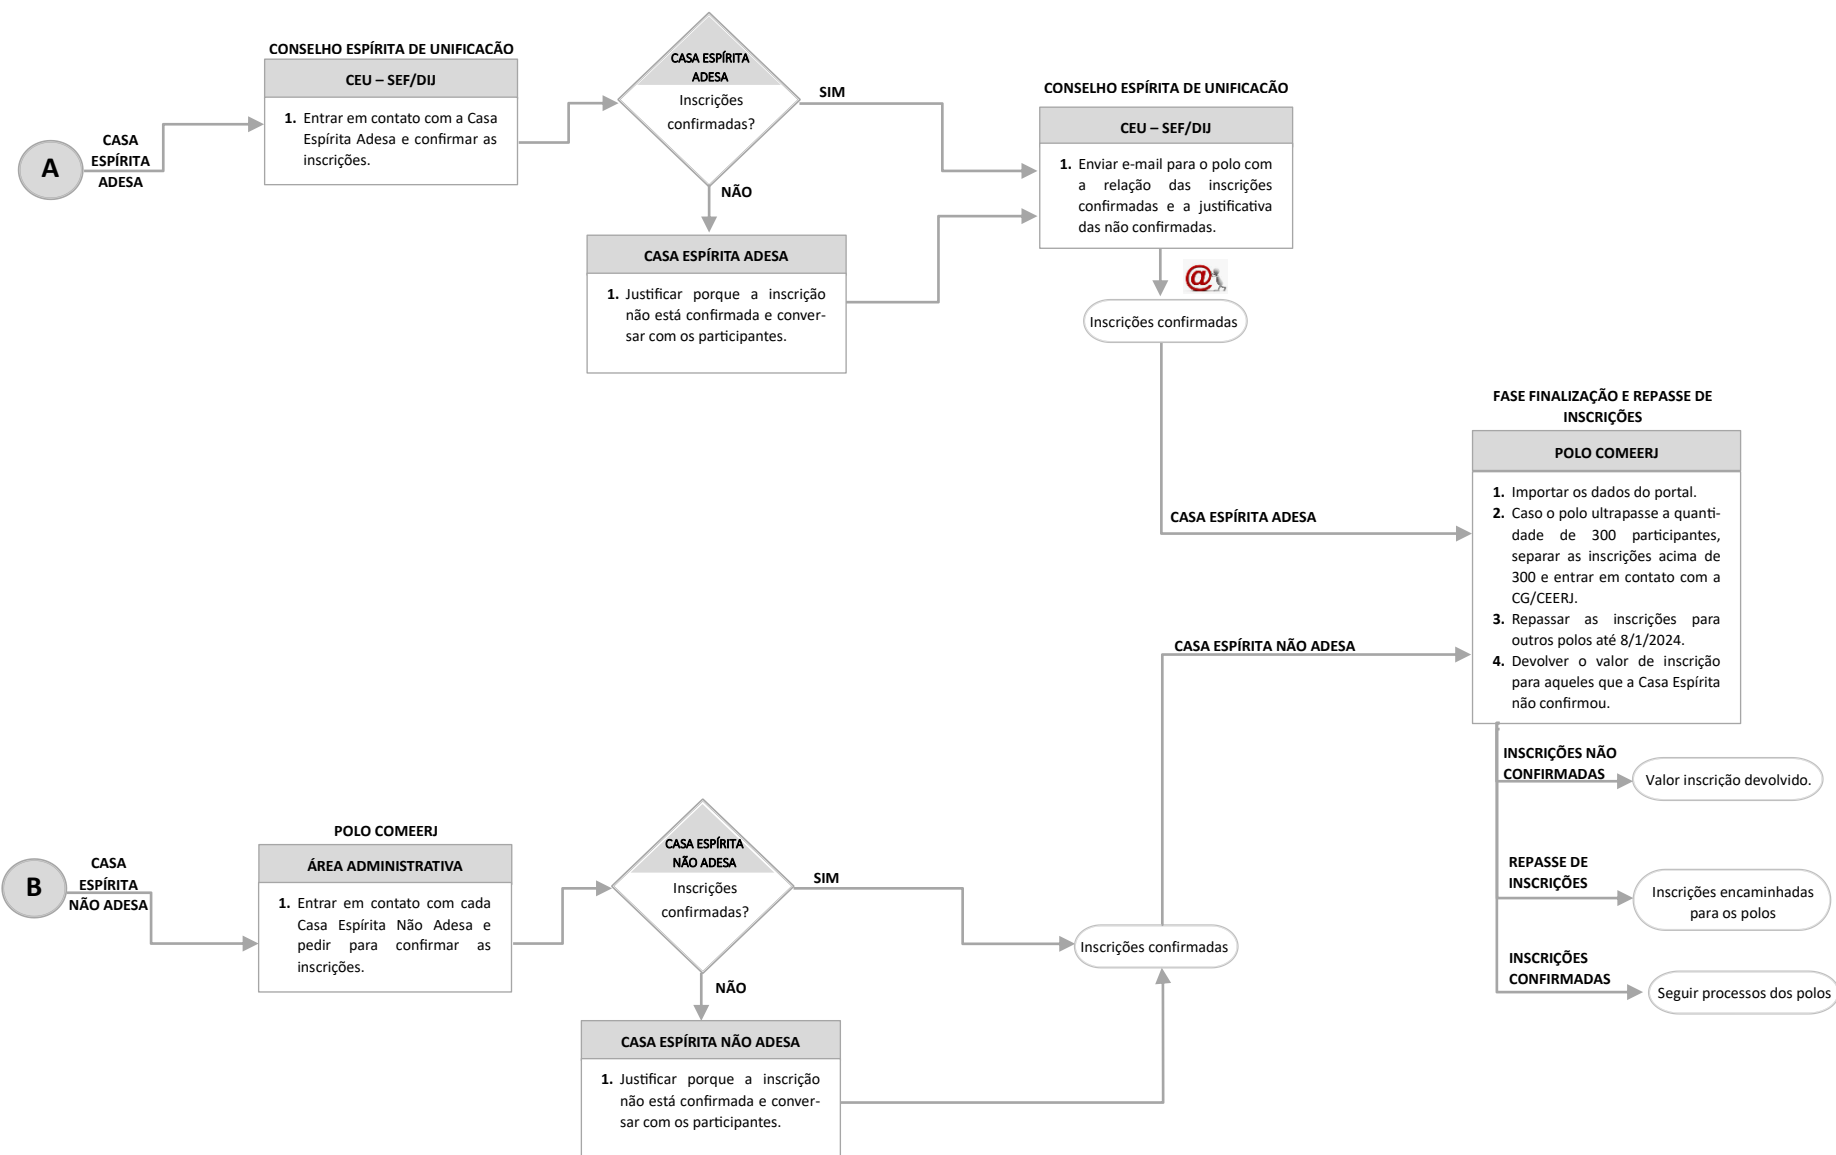 CONSELHO ESPÍRITA DE UNIFICACÃO
CEU – SEF/DIJ
1. Entrar em contato com a Casa
Espírita Adesa e confirmar as
inscrições.
A
CASA
ESPÍRITA
ADESA
CASA ESPÍRITA
ADESA
Inscrições
confirmadas?
SIM
NÃO
CASA ESPÍRITA ADESA
1. Justificar porque a inscrição
não está confirmada e conver-
sar com os participantes.
CONSELHO ESPÍRITA DE UNIFICACÃO
CEU – SEF/DIJ
1. Enviar e-mail para o polo com
a relação das inscrições
confirmadas e a justificativa
das não confirmadas.
@
Inscrições confirmadas
CASA ESPÍRITA ADESA
FASE FINALIZAÇÃO E REPASSE DE
INSCRIÇÕES
POLO COMEERJ
1. Importar os dados do portal.
2. Caso o polo ultrapasse a quanti-
dade de 300 participantes,
separar as inscrições acima de
300 e entrar em contato com a
CG/CEERJ.
3. Repassar as inscrições para
outros polos até 8/1/2024.
4. Devolver o valor de inscrição
para aqueles que a Casa Espírita
não confirmou.
CASA ESPÍRITA NÃO ADESA
INSCRIÇÕES NÃO
CONFIRMADAS
Valor inscrição devolvido.
REPASSE DE
INSCRIÇÕES
Inscrições encaminhadas
para os polos
INSCRIÇÕES
CONFIRMADAS
Seguir processos dos polos
B
CASA
ESPÍRITA
NÃO ADESA
POLO COMEERJ
ÁREA ADMINISTRATIVA
1. Entrar em contato com cada
Casa Espírita Não Adesa e
pedir para confirmar as
inscrições.
CASA ESPÍRITA
NÃO ADESA
Inscrições
confirmadas?
SIM
NÃO
Inscrições confirmadas
CASA ESPÍRITA NÃO ADESA
1. Justificar porque a inscrição
não está confirmada e conver-
sar com os participantes.